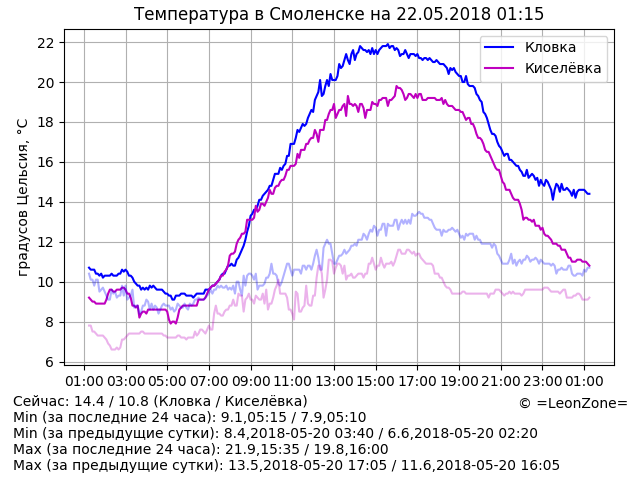 Температура в Смоленске на 22.05.2018 01:15
градусов Цельсия, °C
22
20
18
16
14
12
10
8
6
Кловка
Киселёвка
01:00 03:00 05:00 07:00 09:00 11:00 13:00 15:00 17:00 19:00 21:00 23:00 01:00
Сейчас: 14.4 / 10.8 (Кловка / Киселёвка)
© =LeonZone=
Min (за последние 24 часа): 9.1,05:15 / 7.9,05:10
Min (за предыдущие сутки): 8.4,2018-05-20 03:40 / 6.6,2018-05-20 02:20
Max (за последние 24 часа): 21.9,15:35 / 19.8,16:00
Max (за предыдущие сутки): 13.5,2018-05-20 17:05 / 11.6,2018-05-20 16:05